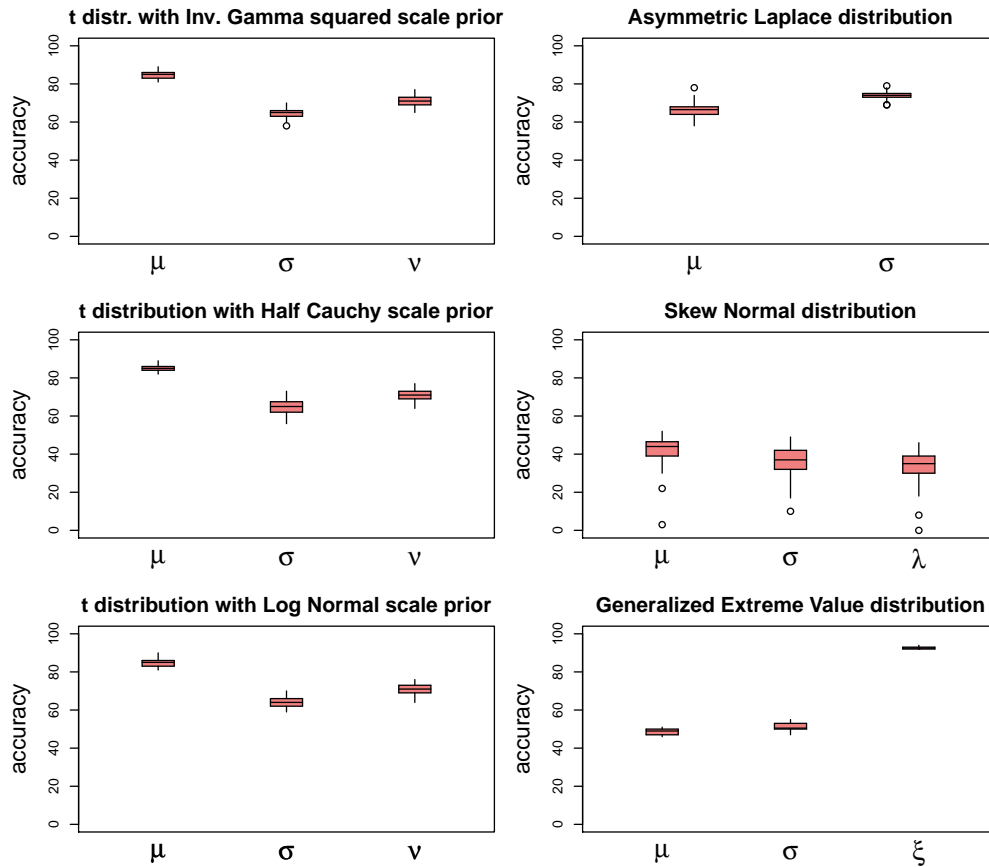 t distr. with Inv. Gamma squared scale prior
accuracy
100
80
60
40
20
0
μ σ ν
Asymmetric Laplace distribution
accuracy
100
80
60
40
20
0
μ σ
t distribution with Half Cauchy scale prior
accuracy
100
80
60
40
20
0
μ σ ν
Skew Normal distribution
accuracy
100
80
60
40
20
0
μ σ λ
t distribution with Log Normal scale prior
accuracy
100
80
60
40
20
0
μ σ ν
Generalized Extreme Value distribution
accuracy
100
80
60
40
20
0
μ σ ξ